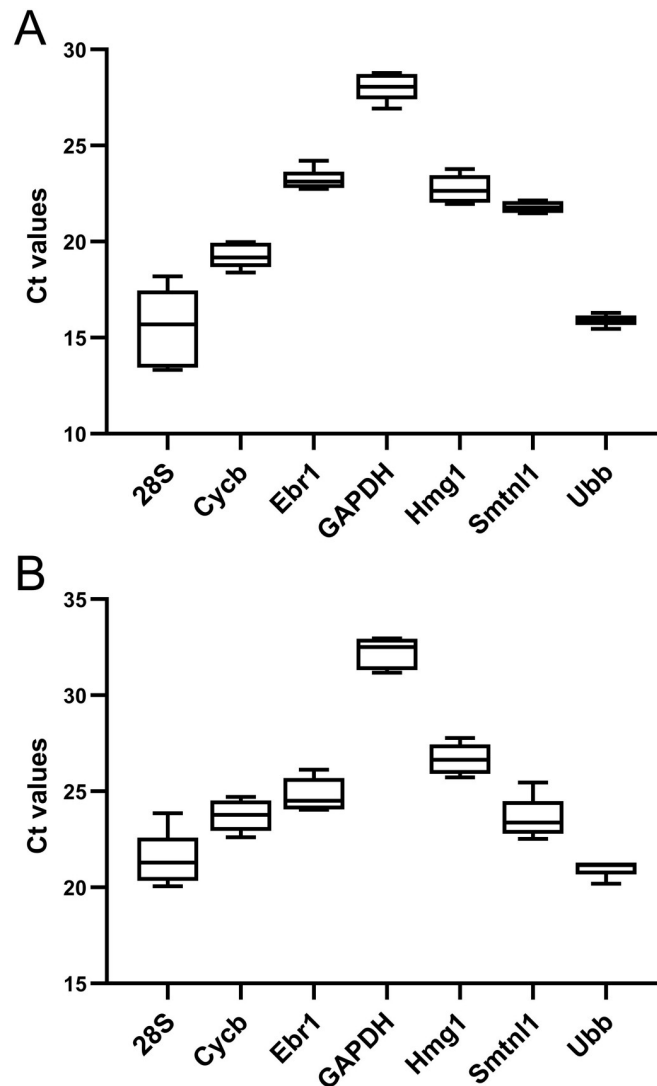 A
30
25
20
15
10
Ct values
28S
Cycb
Ebr1
GAPDH
Hmg1
Smtnl1
Ubb
B
35
30
25
20
15
Ct values
28S
Cycb
Ebr1
GAPDH
Hmg1
Smtnl1
Ubb